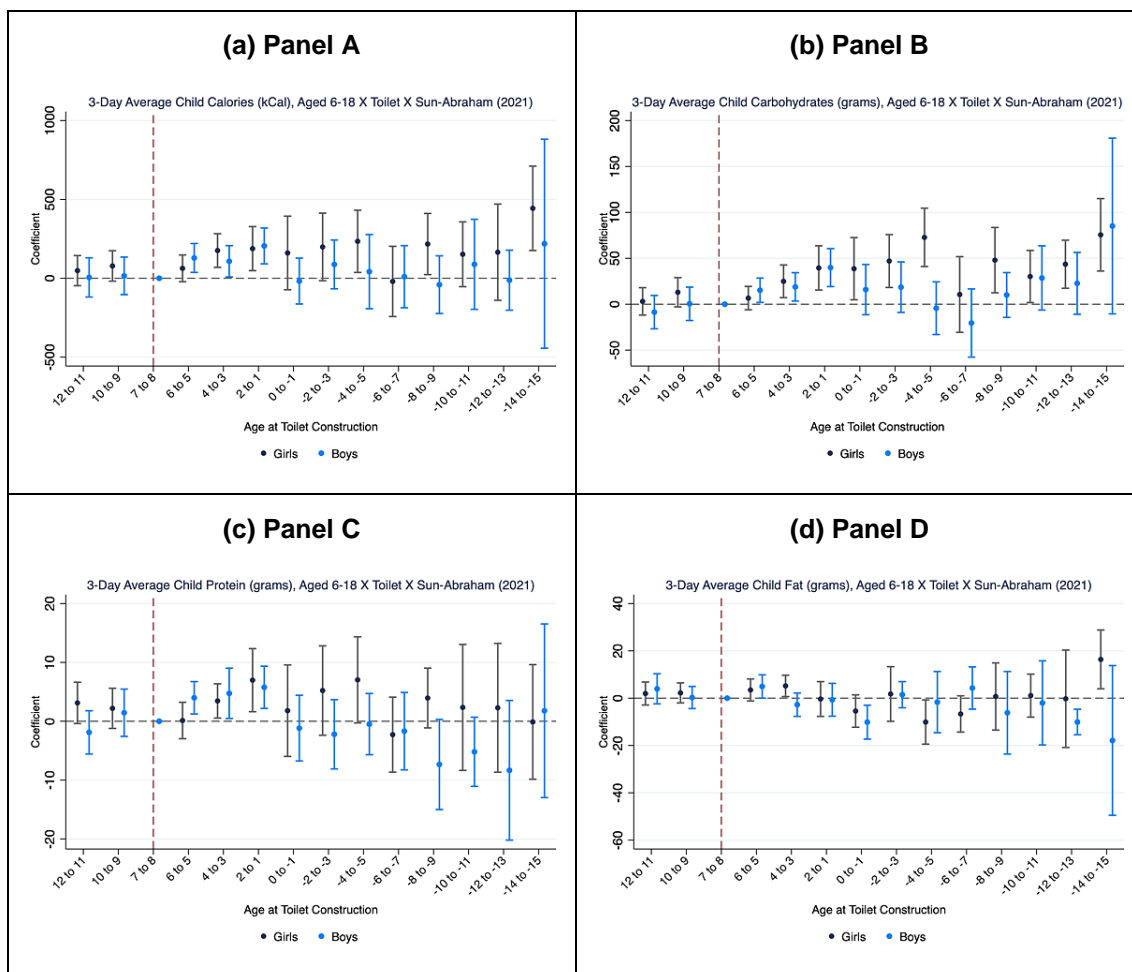 (a) Panel A
3-Day Average Child Calories (kCal), Aged 6-18 X Toilet X Sun-Abraham (2021)
1000
500
0
-500
Coefficient
12 to 11
10 to 9
7 to 8
6 to 5
4 to 3
2 to 1
0 to -1
-2 to -3
-4 to -5
-6 to -7
-8 to -9
-10 to -11
-12 to -13
-14 to -15
Age at Toilet Construction
Girls Boys
(b) Panel B
3-Day Average Child Carbohydrates (grams), Aged 6-18 X Toilet X Sun-Abraham (2021)
200
150
100
50
0
-50
Coefficient
12 to 11
10 to 9
7 to 8
6 to 5
4 to 3
2 to 1
0 to -1
-2 to -3
-4 to -5
-6 to -7
-8 to -9
-10 to -11
-12 to -13
-14 to -15
Age at Toilet Construction
Girls Boys
(c) Panel C
3-Day Average Child Protein (grams), Aged 6-18 X Toilet X Sun-Abraham (2021)
20
10
0
-10
-20
Coefficient
12 to 11
10 to 9
7 to 8
6 to 5
4 to 3
2 to 1
0 to -1
-2 to -3
-4 to -5
-6 to -7
-8 to -9
-10 to -11
-12 to -13
-14 to -15
Age at Toilet Construction
Girls Boys
(d) Panel D
3-Day Average Child Fat (grams), Aged 6-18 X Toilet X Sun-Abraham (2021)
40
20
0
-20
-40
-60
Coefficient
12 to 11
10 to 9
7 to 8
6 to 5
4 to 3
2 to 1
0 to -1
-2 to -3
-4 to -5
-6 to -7
-8 to -9
-10 to -11
-12 to -13
-14 to -15
Age at Toilet Construction
Girls Boys